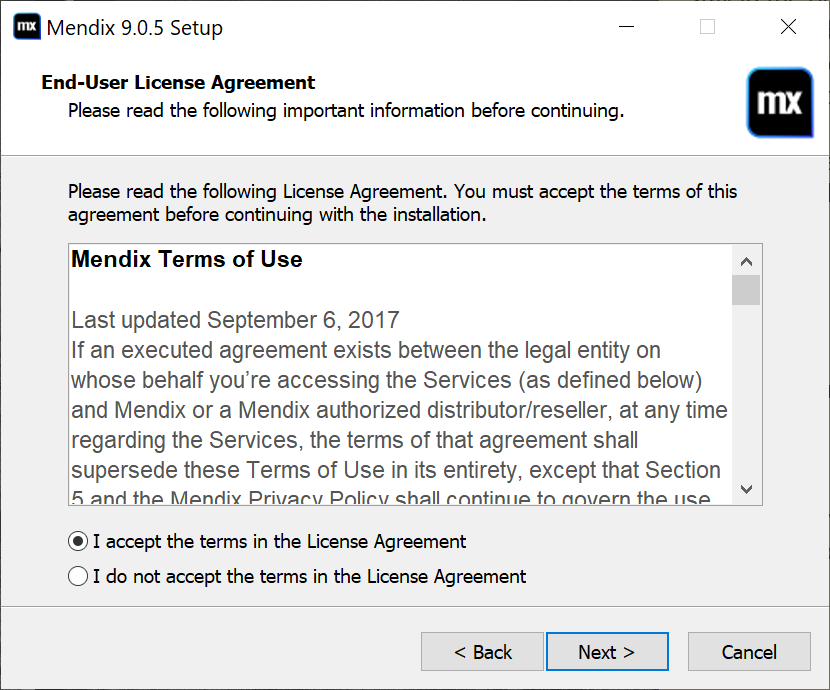 mx Mendix 9.0.5 Setup
End-User License Agreement
Please read the following important information before continuing.
mx
Please read the following License Agreement. You must accept the terms of this
agreement before continuing with the installation.
Mendix Terms of Use
Last updated September 6, 2017
If an executed agreement exists between the legal entity on
whose behalf you’re accessing the Services (as defined below)
and Mendix or a Mendix authorized distributor/reseller, at any time
regarding the Services, the terms of that agreement shall
supersede these Terms of Use in its entirety, except that Section
5 and the Mendix Privacy Policy shall continue to govern the use
I accept the terms in the License Agreement
I do not accept the terms in the License Agreement
< Back Next > Cancel